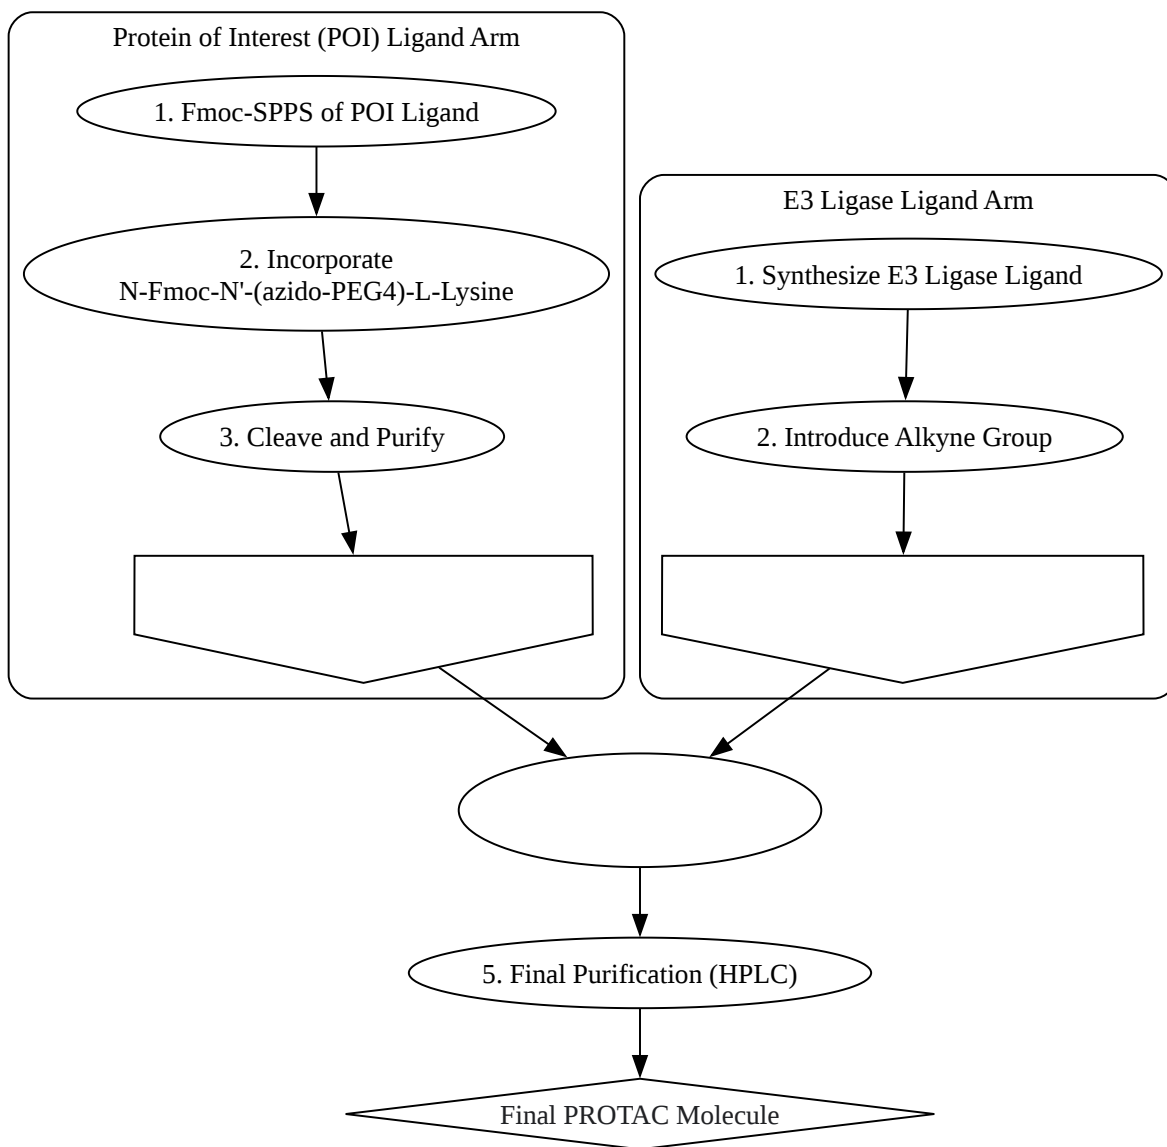 Protein of Interest (POI) Ligand Arm
1. Fmoc-SPPS of POI Ligand
2. Incorporate
N-Fmoc-N'-(azido-PEG4)-L-Lysine
3. Cleave and Purify
E3 Ligase Ligand Arm
1. Synthesize E3 Ligase Ligand
2. Introduce Alkyne Group
5. Final Purification (HPLC)
Final PROTAC Molecule